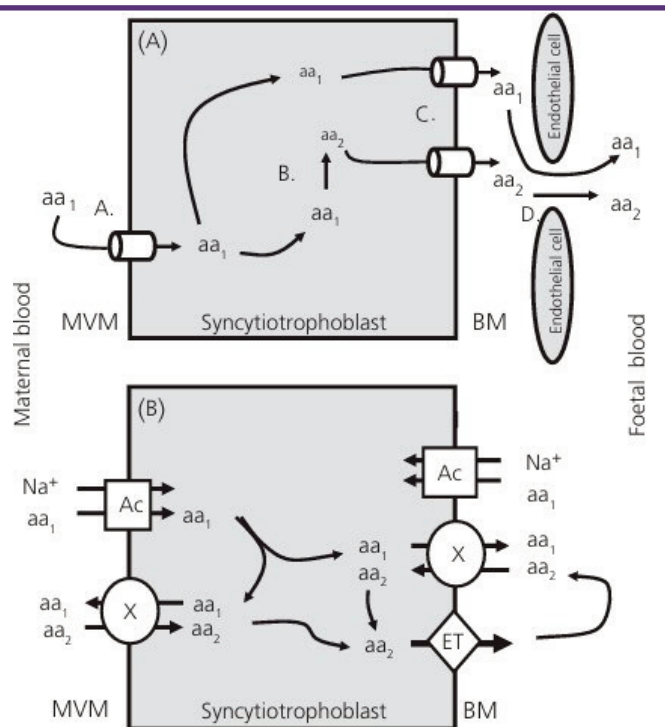 (A)
aa₁
C.
aa₁
Endothelial cell
aa₂
aa₁
B.
aa₁
A.
aa₁
aa₁
aa₂
D.
aa₂
Endothelial cell
Maternal blood
MVM
Syncytiotrophoblast
BM
Foetal blood
(B)
Na⁺
Ac
aa₁
aa₁
Ac
Na⁺
aa₁
aa₁
X
aa₁
aa₂
aa₂
aa₁
X
aa₁
aa₂
aa₂
aa₂
ET
MVM
Syncytiotrophoblast
BM